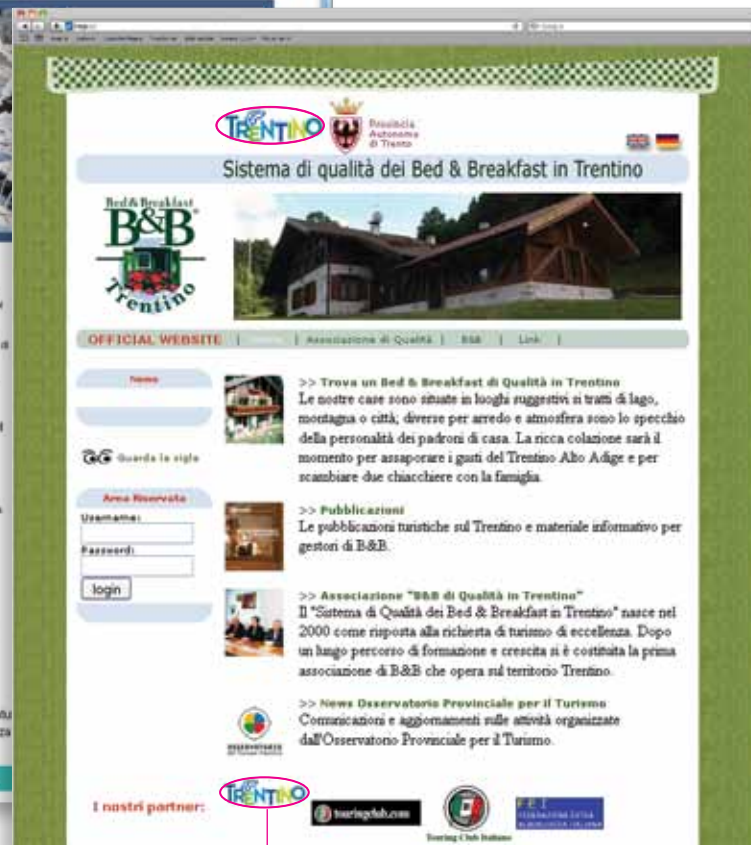 TRENTINO
Provincia
Autonoma
di Trento
Sistema di qualità dei Bed & Breakfast in Trentino
Bed & Breakfast
B&B
Trentino
OFFICIAL WEBSITE | | Associazione di Qualità | B&B | Link |
>> Trova un Bed & Breakfast di Qualità in Trentino
Le nostre case sono situate in luoghi suggestivi si tratti di lago,
montagna o città; diverse per arredo e atmosfera sono lo specchio
della personalità dei padroni di casa. La ricca colazione sarà il
momento per assaporare i gusti del Trentino Alto Adige e per
scambiare due chiacchere con la famiglia.
Guarda la sigla
Area Riservata
Username:
Password:
login
>> Pubblicazioni
Le pubblicazioni turistiche sul Trentino e materiale informativo per
gestori di B&B.
>> Associazione "B&B di Qualità in Trentino"
Il "Sistema di Qualità dei Bed & Breakfast in Trentino" nasce nel
2000 come risposta alla richiesta di turismo di eccellenza. Dopo
un lungo percorso di formazione e crescita si è costituita la prima
associazione di B&B che opera sul territorio Trentino.
>> News Osservatorio Provinciale per il Turismo
Comunicazioni e aggiornamenti sulle attività organizzate
dall'Osservatorio Provinciale per il Turismo.
I nostri partner:
TRENTINO
touringclub.com
Touring Club Italiano
FEI